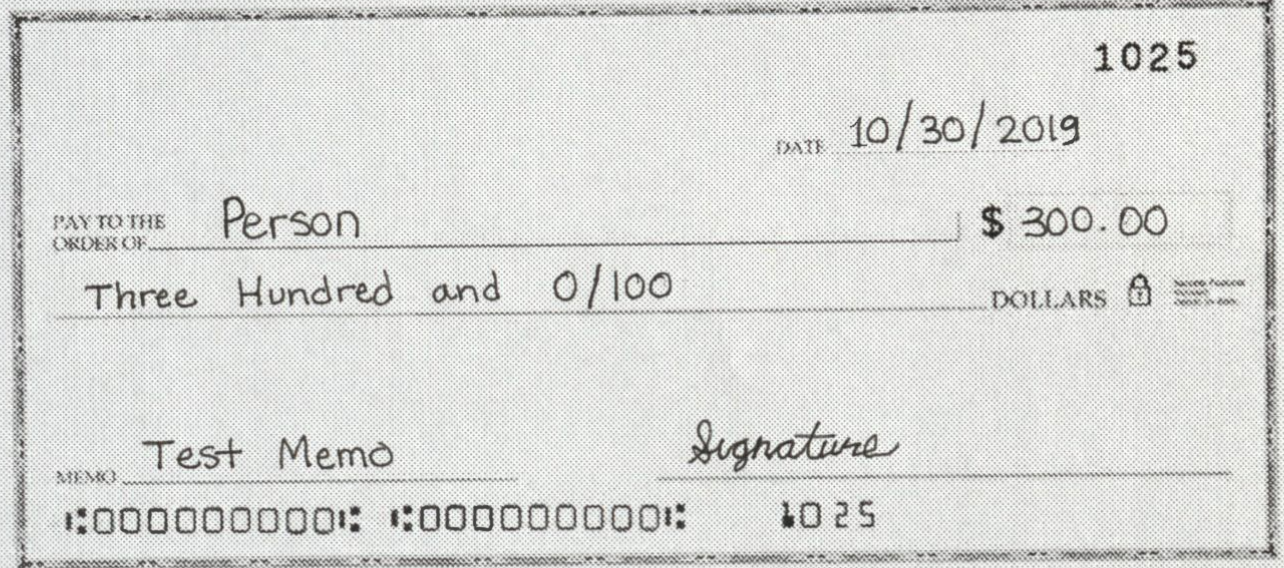 1025
DATE 10/30/2019
PAY TO THE
ORDER OF Person $ 300.00
Three Hundred and 0/100 DOLLARS
MEMO Test Memo Signature
⑆000000000⑆ ⑆000000000⑆ 1025